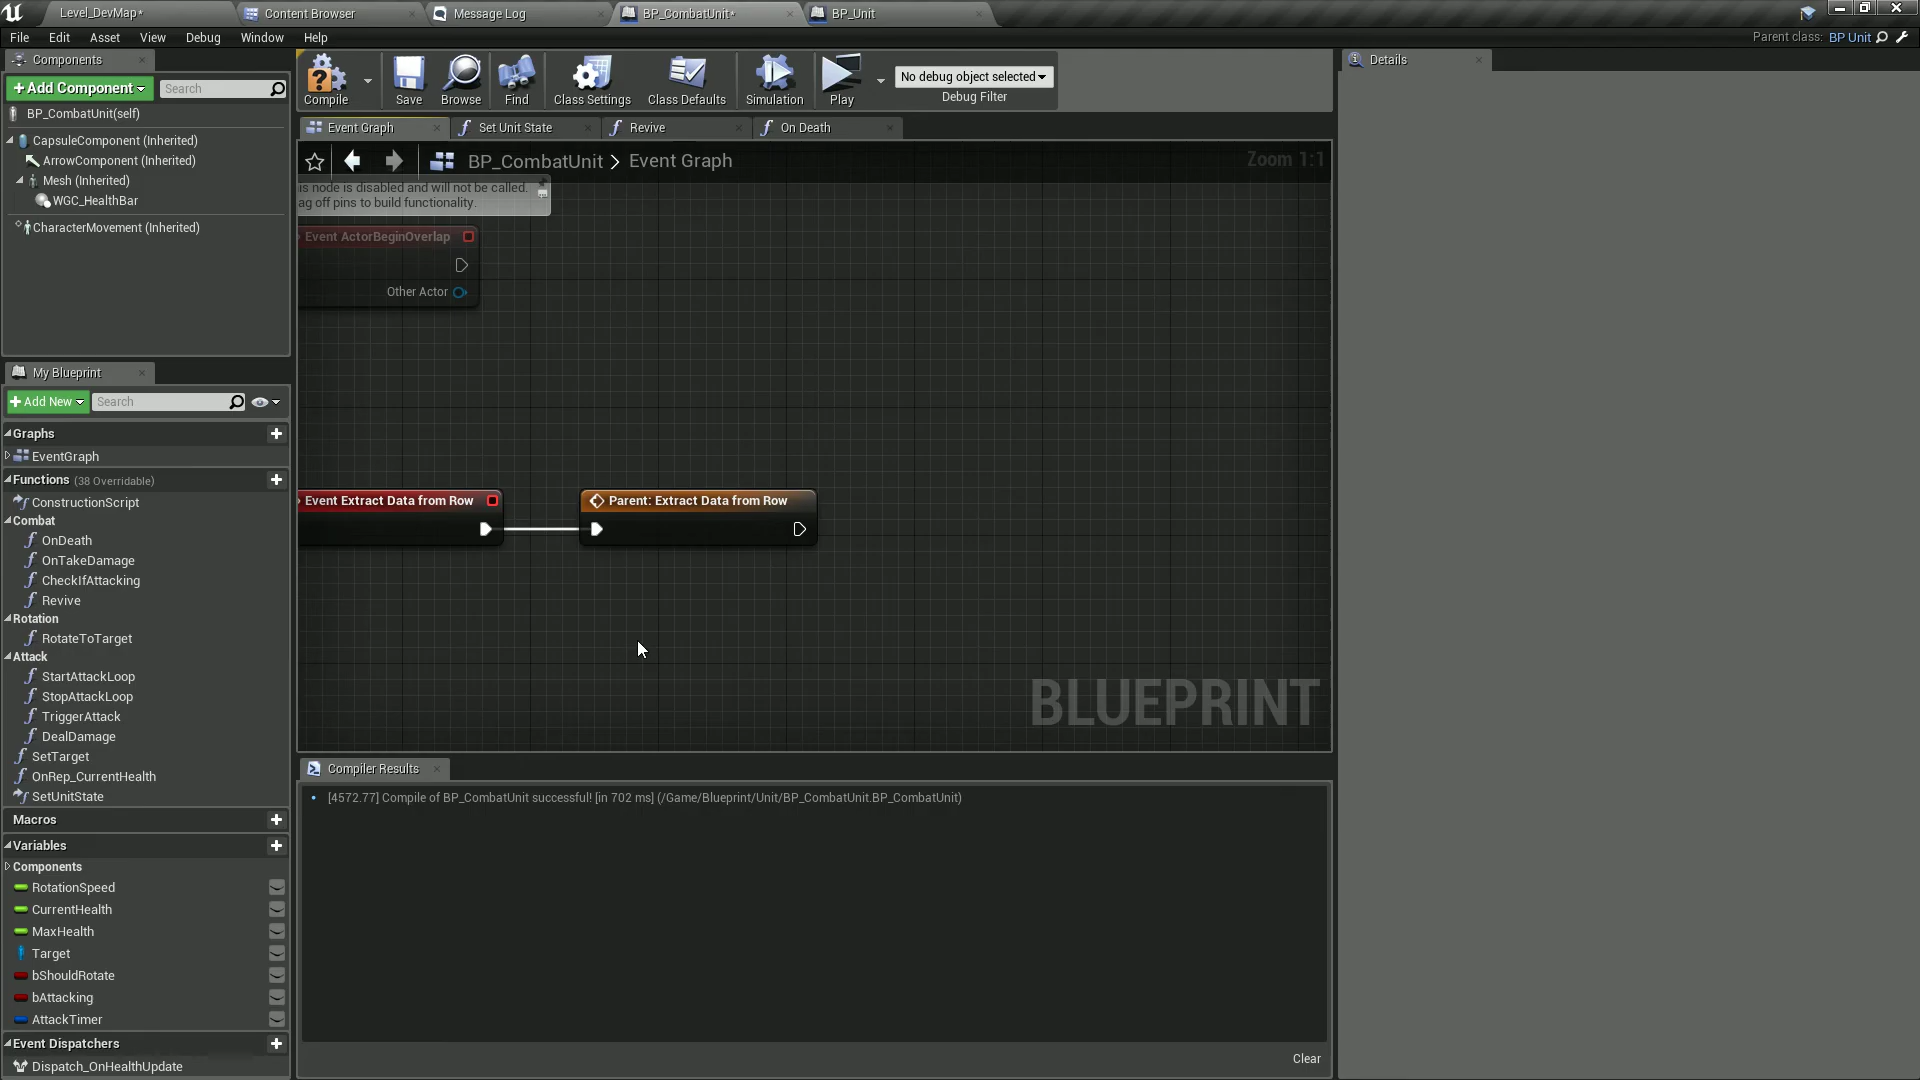 Level_DevMap*
Content Browser
Message Log
BP_CombatUnit*
BP_Unit
File Edit Asset View Debug Window Help
Parent class: BP Unit
Components
+Add Component
Search
BP_CombatUnit(self)
CapsuleComponent (Inherited)
ArrowComponent (Inherited)
Mesh (Inherited)
WGC_HealthBar
CharacterMovement (Inherited)
Compile
Save
Browse
Find
Class Settings
Class Defaults
Simulation
Play
No debug object selected
Debug Filter
Details
Event Graph
Set Unit State
Revive
On Death
BP_CombatUnit > Event Graph
Zoom 1:1
is node is disabled and will not be called.
ag off pins to build functionality.
Event ActorBeginOverlap
Other Actor
Event Extract Data from Row
Parent: Extract Data from Row
BLUEPRINT
My Blueprint
+Add New
Search
Graphs
EventGraph
Functions (38 Overridable)
ConstructionScript
Combat
OnDeath
OnTakeDamage
CheckIfAttacking
Revive
Rotation
RotateToTarget
Attack
StartAttackLoop
StopAttackLoop
TriggerAttack
DealDamage
SetTarget
OnRep_CurrentHealth
SetUnitState
Macros
Variables
Components
RotationSpeed
CurrentHealth
MaxHealth
Target
bShouldRotate
bAttacking
AttackTimer
Event Dispatchers
Dispatch_OnHealthUpdate
Compiler Results
[4572.77] Compile of BP_CombatUnit successful! [in 702 ms] (/Game/Blueprint/Unit/BP_CombatUnit.BP_CombatUnit)
Clear